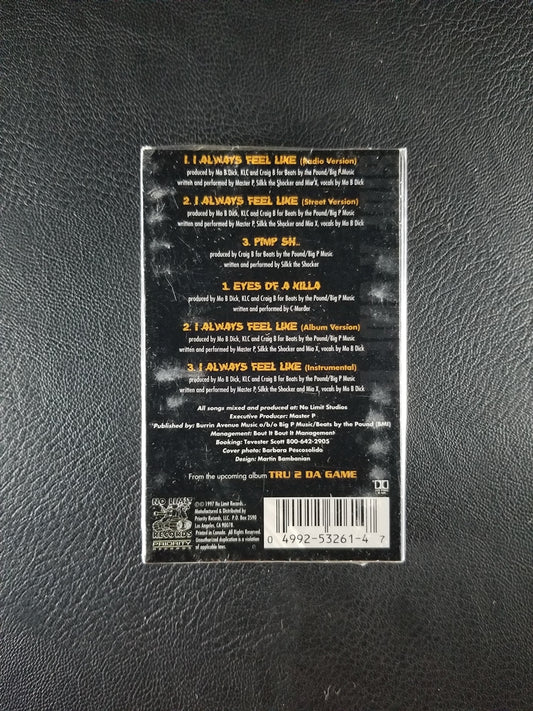 1. I ALWAYS FEEL LIKE (Radio Version)
produced by Mo B Dick, KLC and Craig B for Beats by the Pound/Big P Music
written and performed by Master P, Silkk the Shocker and Mia X, vocals by Mo B Dick
2. I ALWAYS FEEL LIKE (Street Version)
produced by Mo B Dick, KLC and Craig B for Beats by the Pound/Big P Music
written and performed by Master P, Silkk the Shocker and Mia X, vocals by Mo B Dick
3. PIMP SH..
produced by Craig B for Beats by the Pound/Big P Music
written and performed by Silkk the Shocker
1. EYES OF A KILLA
produced by Mo B Dick, KLC and Craig B for Beats by the Pound/Big P Music
written and performed by C-Murder
2. I ALWAYS FEEL LIKE (Album Version)
produced by Mo B Dick, KLC and Craig B for Beats by the Pound/Big P Music
written and performed by Master P, Silkk the Shocker and Mia X, vocals by Mo B Dick
3. I ALWAYS FEEL LIKE (Instrumental)
produced by Mo B Dick, KLC and Craig B for Beats by the Pound/Big P Music
written and performed by Master P, Silkk the Shocker and Mia X, vocals by Mo B Dick
All songs mixed and produced at: No Limit Studios
Executive Producer: Master P
Published by: Burrin Avenue Music o/b/o Big P Music/Beats by the Pound (BMI)
Management: Bout It Bout It Management
Booking: Tevester Scott 800-642-2905
Cover photo: Barbara Pescosolido
Design: Martin Bambanian
From the upcoming album TRU 2 DA GAME
NO LIMIT
RECORDS
PRIORITY
RECORDS
℗© 1997 No Limit Records.
Manufactured & Distributed by
Priority Records, LLC. P.O. Box 2590
Los Angeles, CA 90078.
Printed in Canada. All Rights Reserved.
Unauthorized duplication is a violation
of applicable laws.
0 4992-53261-4 7